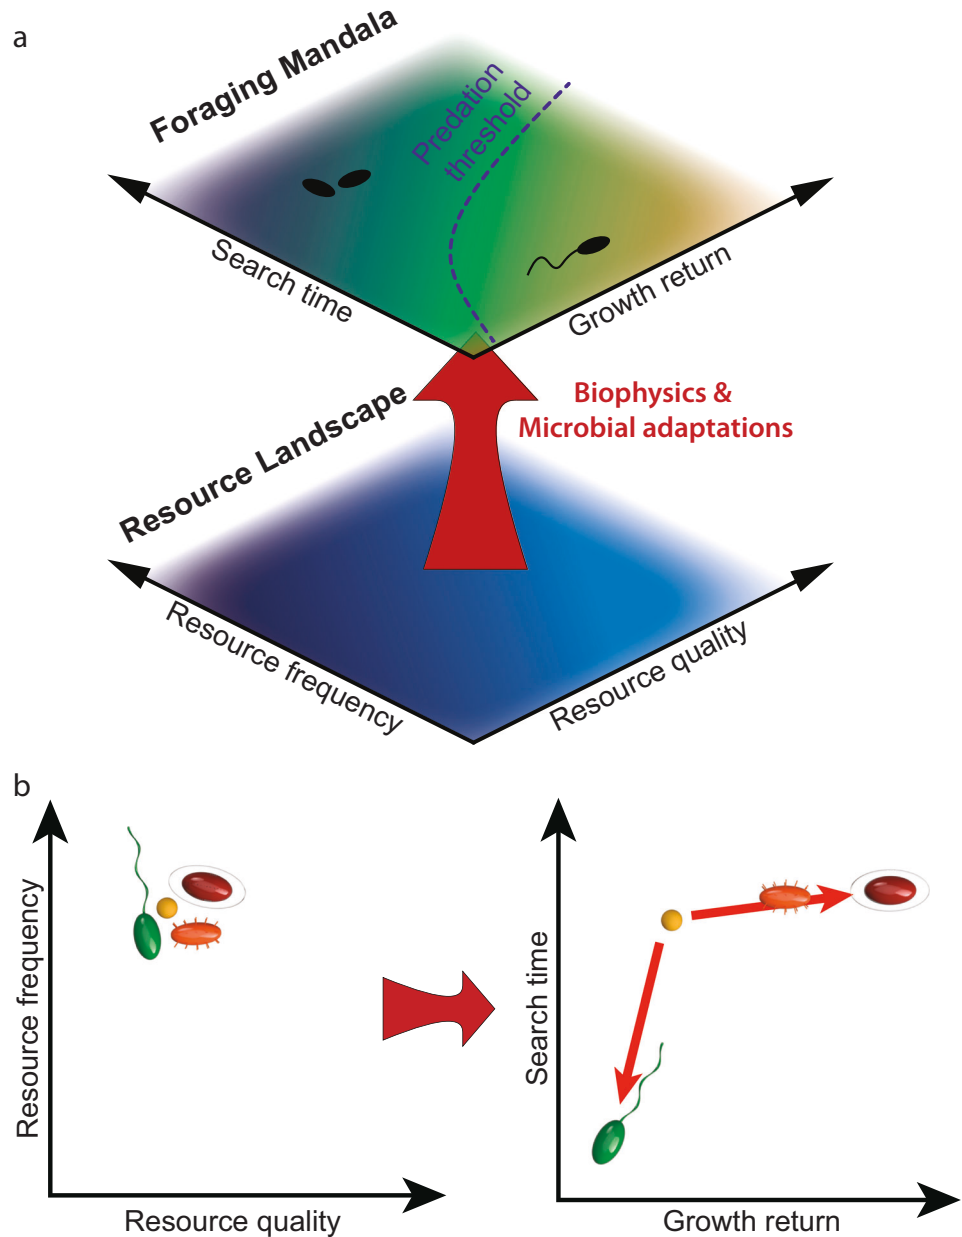 a
Foraging Mandala
Predation
threshold
Search time
Growth return
Biophysics &
Microbial adaptations
Resource Landscape
Resource frequency
Resource quality
b
Resource frequency
Resource quality
Search time
Growth return